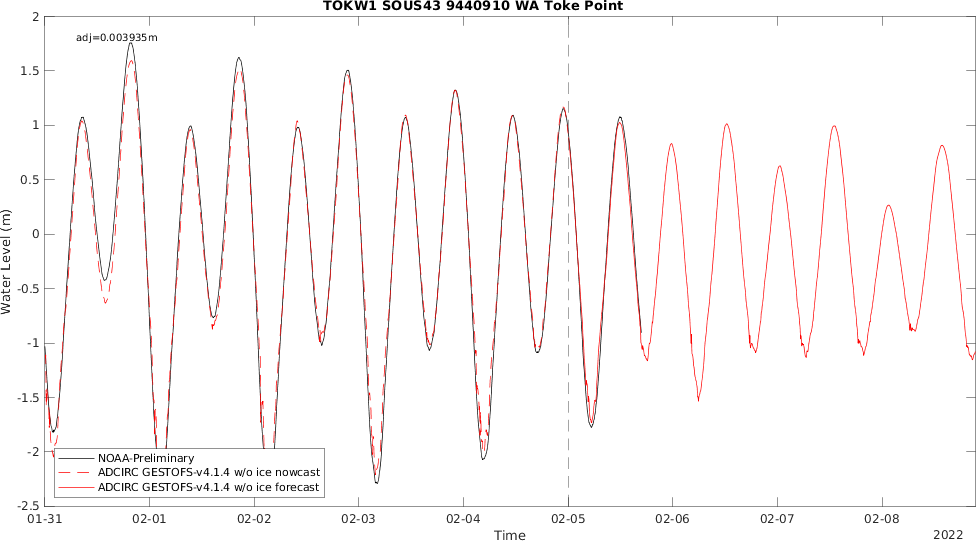 TOKW1 SOUS43 9440910 WA Toke Point
adj=0.003935m
Water Level (m)
2
1.5
1
0.5
0
-0.5
-1
-1.5
-2
-2.5
NOAA-Preliminary
ADCIRC GESTOFS-v4.1.4 w/o ice nowcast
ADCIRC GESTOFS-v4.1.4 w/o ice forecast
01-31 02-01 02-02 02-03 02-04 02-05 02-06 02-07 02-08
Time
2022